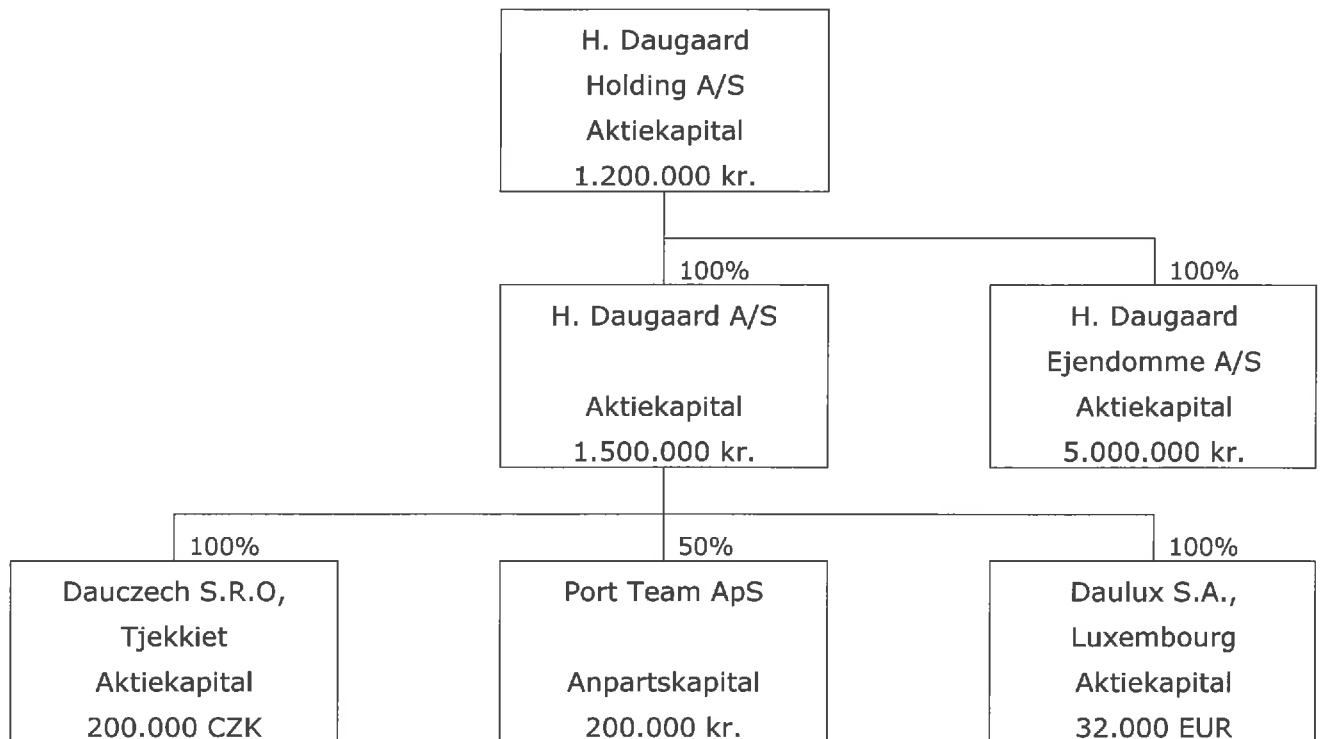 H. Daugaard
Holding A/S
Aktiekapital
1.200.000 kr.
100%
100%
H. Daugaard A/S
Aktiekapital
1.500.000 kr.
H. Daugaard
Ejendomme A/S
Aktiekapital
5.000.000 kr.
100%
50%
100%
Dauczech S.R.O,
Tjekkiet
Aktiekapital
200.000 CZK
Port Team ApS
Anpartskapital
200.000 kr.
Daulux S.A.,
Luxembourg
Aktiekapital
32.000 EUR